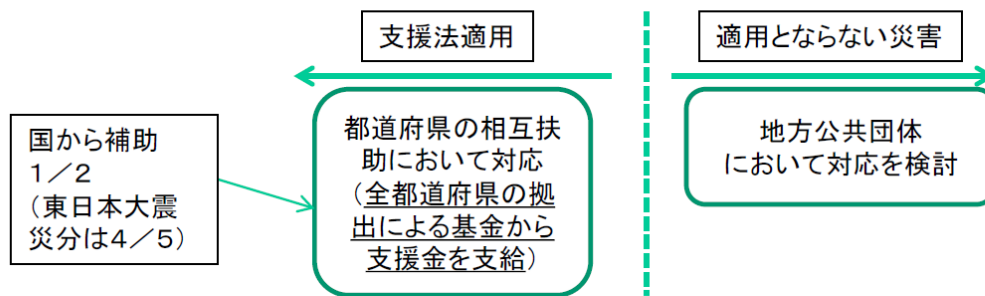 支援法適用
適用とならない災害
国から補助
1／2
（東日本大震
災分は4／5）
都道府県の相互扶
助において対応
（全都道府県の拠
出による基金から
支援金を支給）
地方公共団体
において対応を検討